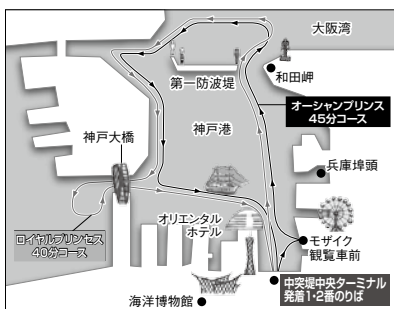 大阪湾
和田岬
第一防波堤
オーシャンプリンス
45分コース
神戸港
神戸大橋
兵庫埠頭
オリエンタル
ホテル
ロイヤルプリンセス
40分コース
モザイク
観覧車前
中突堤中央ターミナル
発着1・2番のりば
海洋博物館